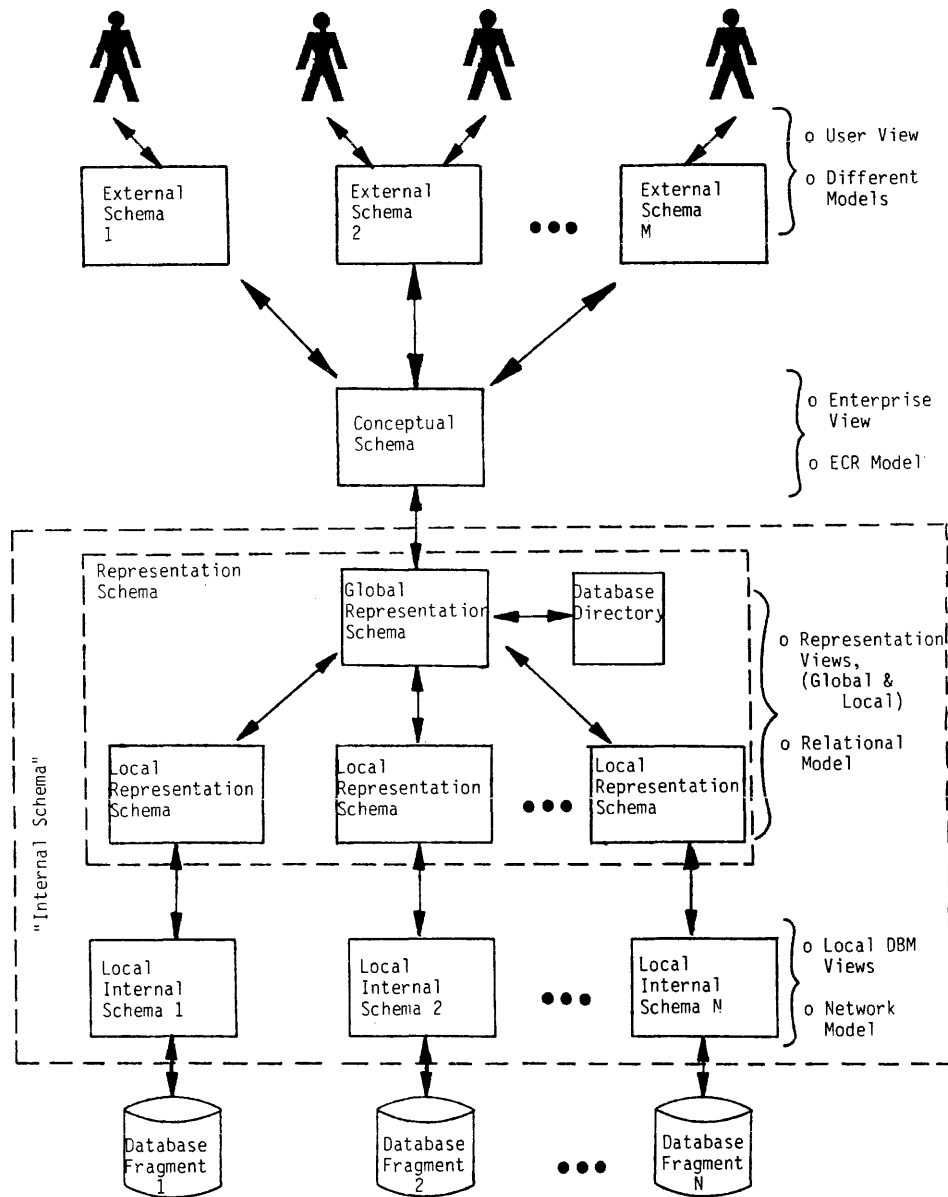 External
Schema
1
External
Schema
2
External
Schema
M
o User View
o Different
Models
Conceptual
Schema
o Enterprise
View
o ECR Model
"Internal Schema"
Representation
Schema
Global
Representation
Schema
Database
Directory
o Representation
Views,
(Global &
Local)
o Relational
Model
Local
Representation
Schema
Local
Representation
Schema
Local
Representation
Schema
Local
Internal
Schema 1
Local
Internal
Schema 2
Local
Internal
Schema N
o Local DBM
Views
o Network
Model
Database
Fragment
1
Database
Fragment
2
Database
Fragment
N